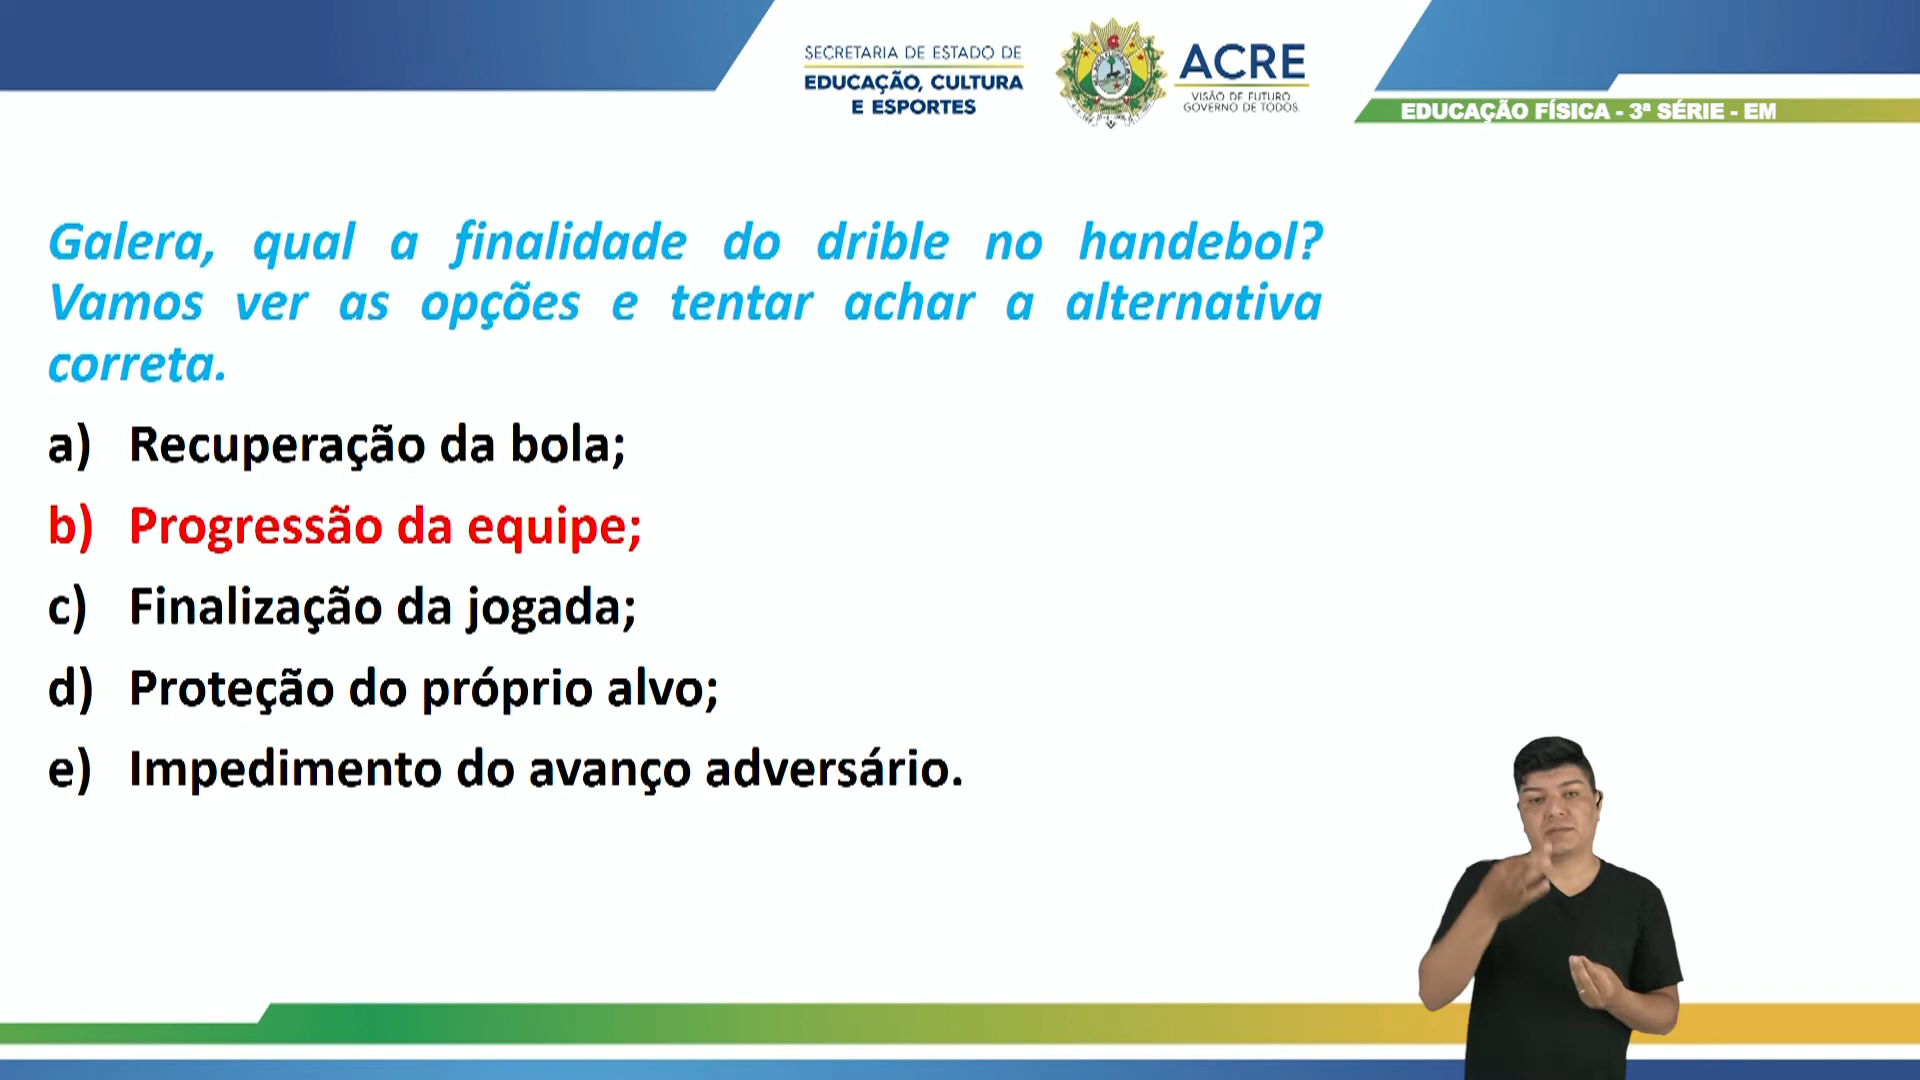 SECRETARIA DE ESTADO DE
EDUCAÇÃO, CULTURA
E ESPORTES
ACRE
VISÃO DE FUTURO
GOVERNO DE TODOS.
EDUCAÇÃO FÍSICA - 3ª SÉRIE - EM
Galera, qual a finalidade do drible no handebol?
Vamos ver as opções e tentar achar a alternativa
correta.
a) Recuperação da bola;
b) Progressão da equipe;
c) Finalização da jogada;
d) Proteção do próprio alvo;
e) Impedimento do avanço adversário.